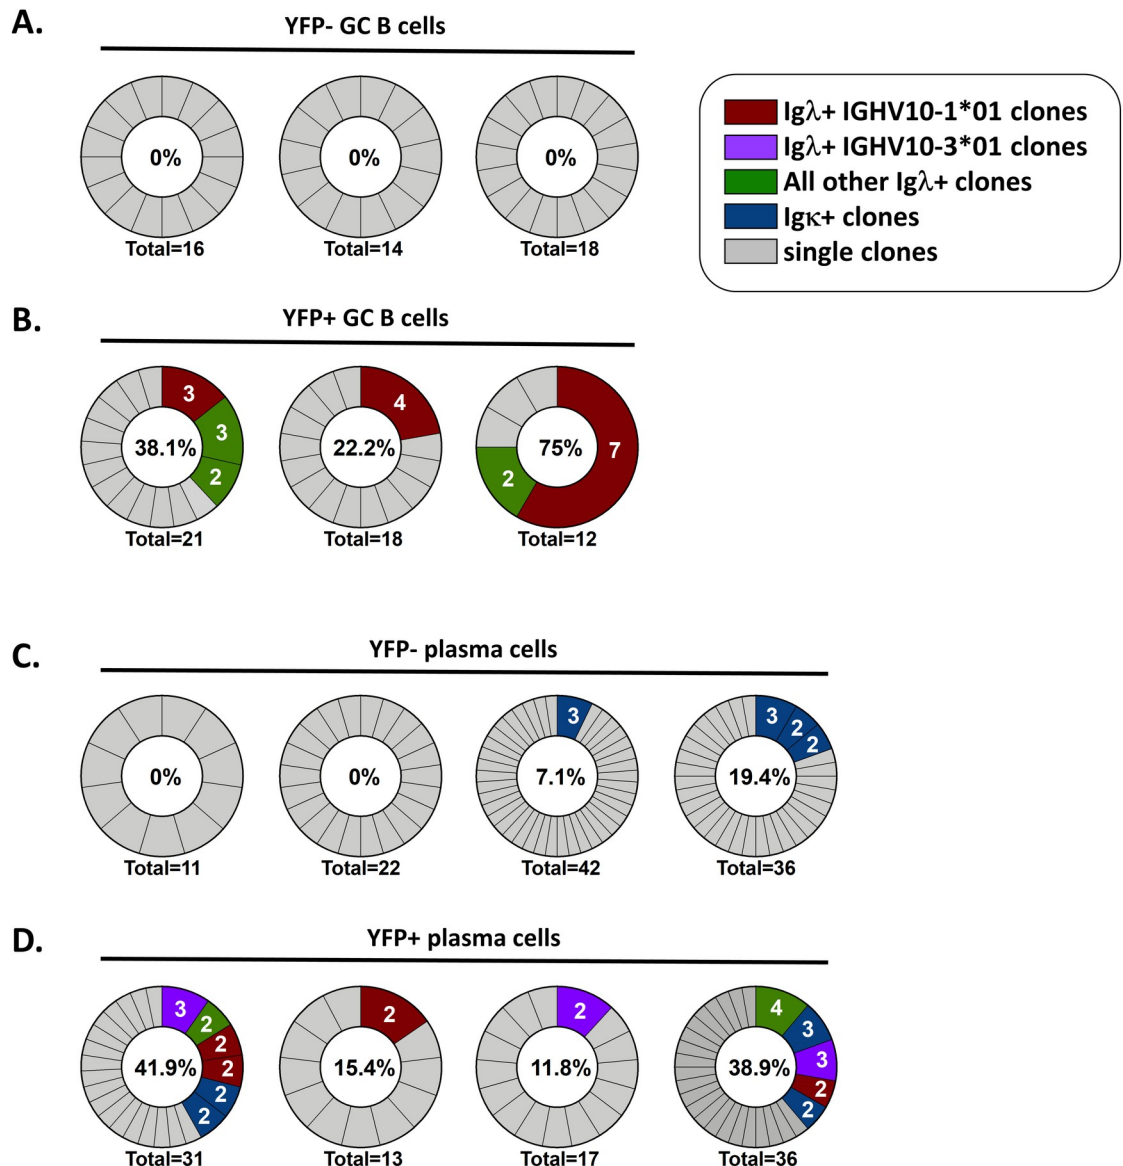 A.
YFP- GC B cells
0%
0%
0%
Total=16
Total=14
Total=18
Igλ+ IGHV10-1*01 clones
Igλ+ IGHV10-3*01 clones
All other Igλ+ clones
Igκ+ clones
single clones
B.
YFP+ GC B cells
3
3
2
38.1%
4
22.2%
7
2
75%
Total=21
Total=18
Total=12
C.
YFP- plasma cells
0%
0%
3
7.1%
3
2
2
19.4%
Total=11
Total=22
Total=42
Total=36
D.
YFP+ plasma cells
3
2
2
2
2
2
41.9%
2
15.4%
2
11.8%
4
3
3
2
2
38.9%
Total=31
Total=13
Total=17
Total=36